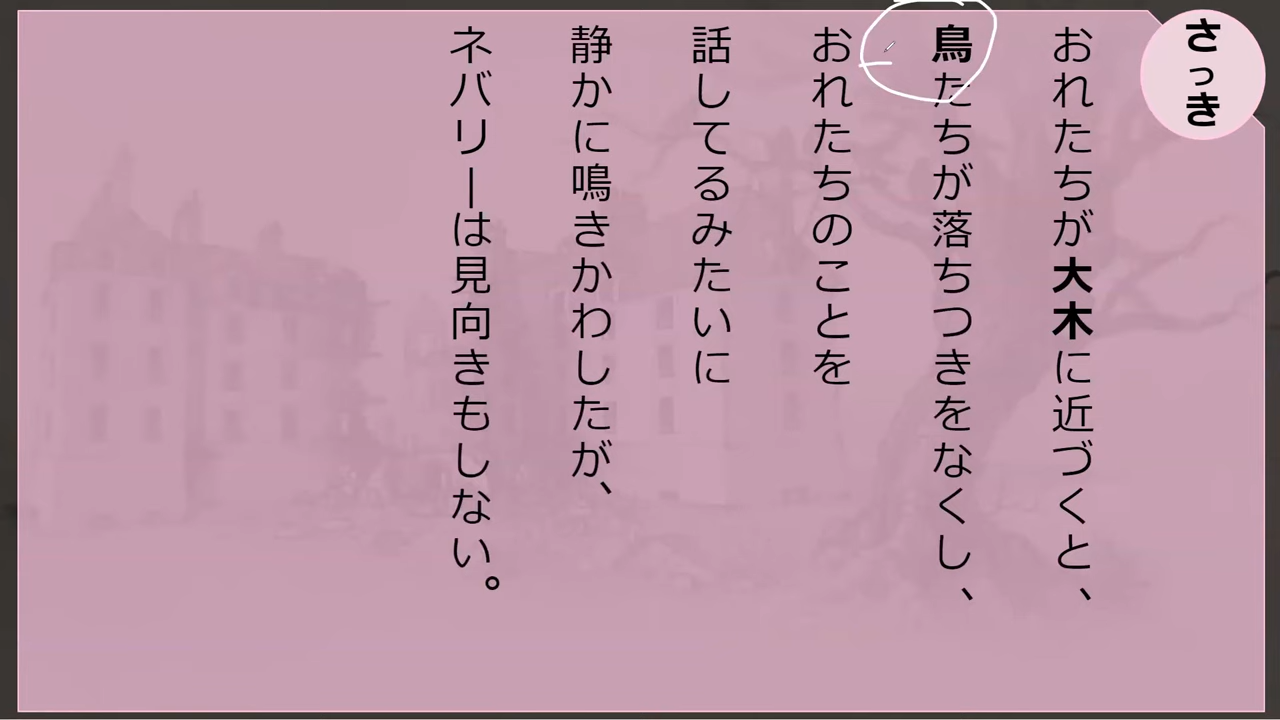 さっき
おれたちが大木に近づくと、
鳥たちが落ちつきをなくし、
おれたちのことを
話してるみたいに
静かに鳴きかわしたが、
ネバリーは見向きもしない。